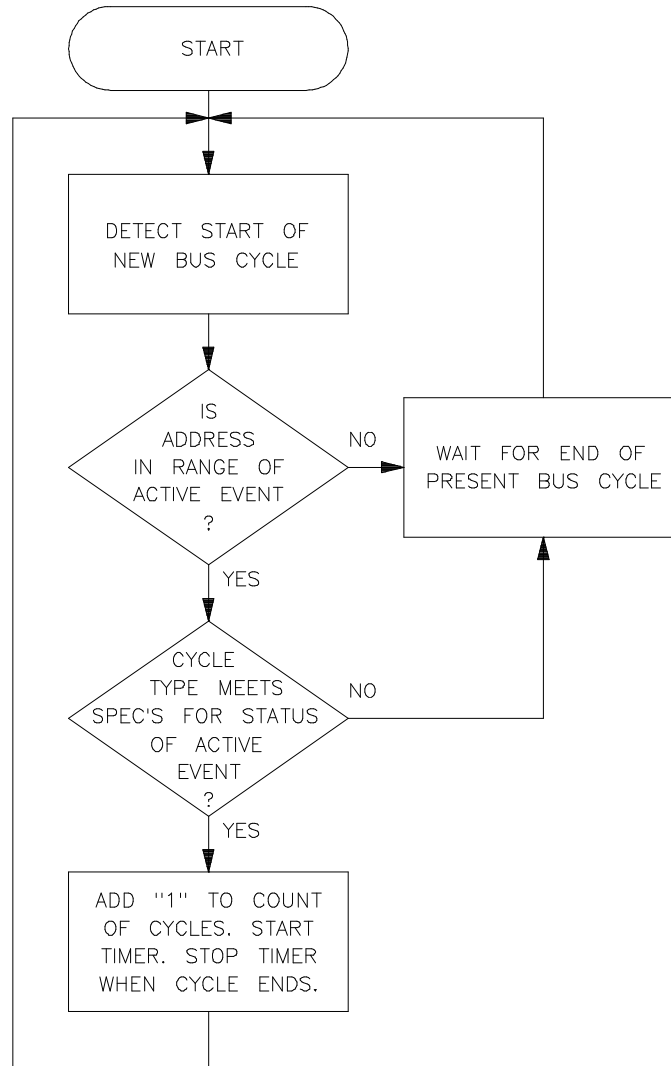 START
DETECT START OF
NEW BUS CYCLE
IS
ADDRESS
IN RANGE OF
ACTIVE EVENT
?
NO
WAIT FOR END OF
PRESENT BUS CYCLE
YES
CYCLE
TYPE MEETS
SPEC'S FOR STATUS
OF ACTIVE
EVENT
?
NO
YES
ADD "1" TO COUNT
OF CYCLES. START
TIMER. STOP TIMER
WHEN CYCLE ENDS.